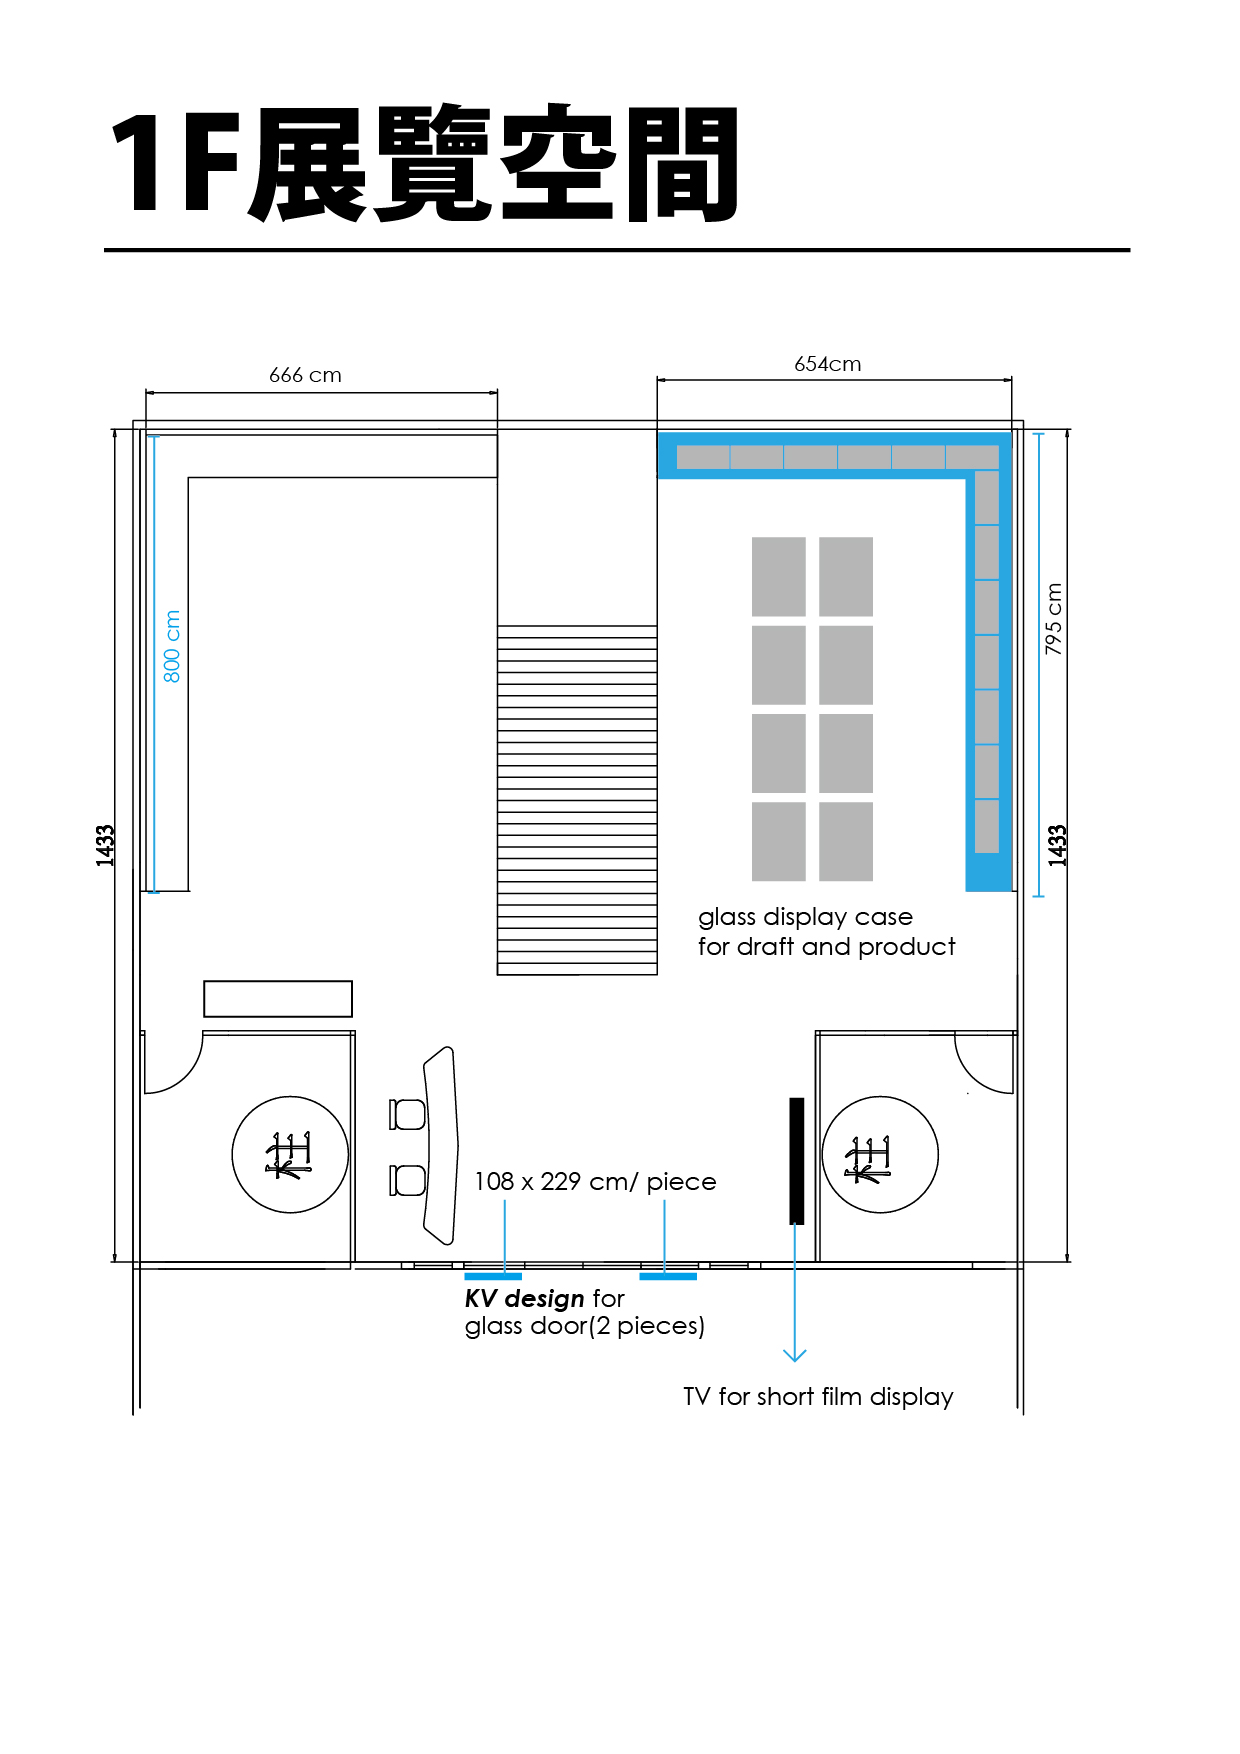 1F展覽空間
666 cm
654cm
800 cm
795 cm
1433
1433
glass display case
for draft and product
柱
柱
108 x 229 cm/ piece
KV design for
glass door(2 pieces)
TV for short film display